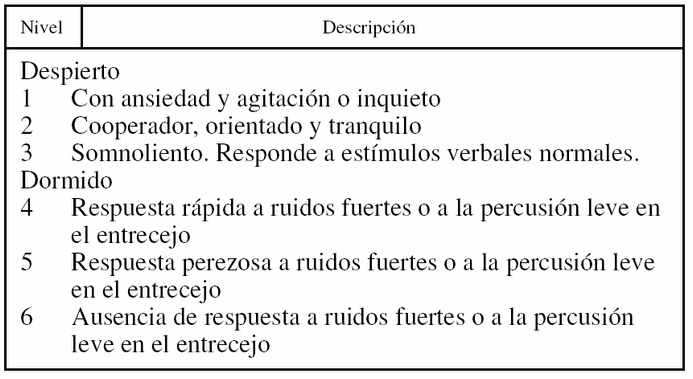 Nivel Descripción
Despierto
1 Con ansiedad y agitación o inquieto
2 Cooperador, orientado y tranquilo
3 Somnoliento. Responde a estímulos verbales normales.
Dormido
4 Respuesta rápida a ruidos fuertes o a la percusión leve en
el entrecejo
5 Respuesta perezosa a ruidos fuertes o a la percusión leve
en el entrecejo
6 Ausencia de respuesta a ruidos fuertes o a la percusión
leve en el entrecejo